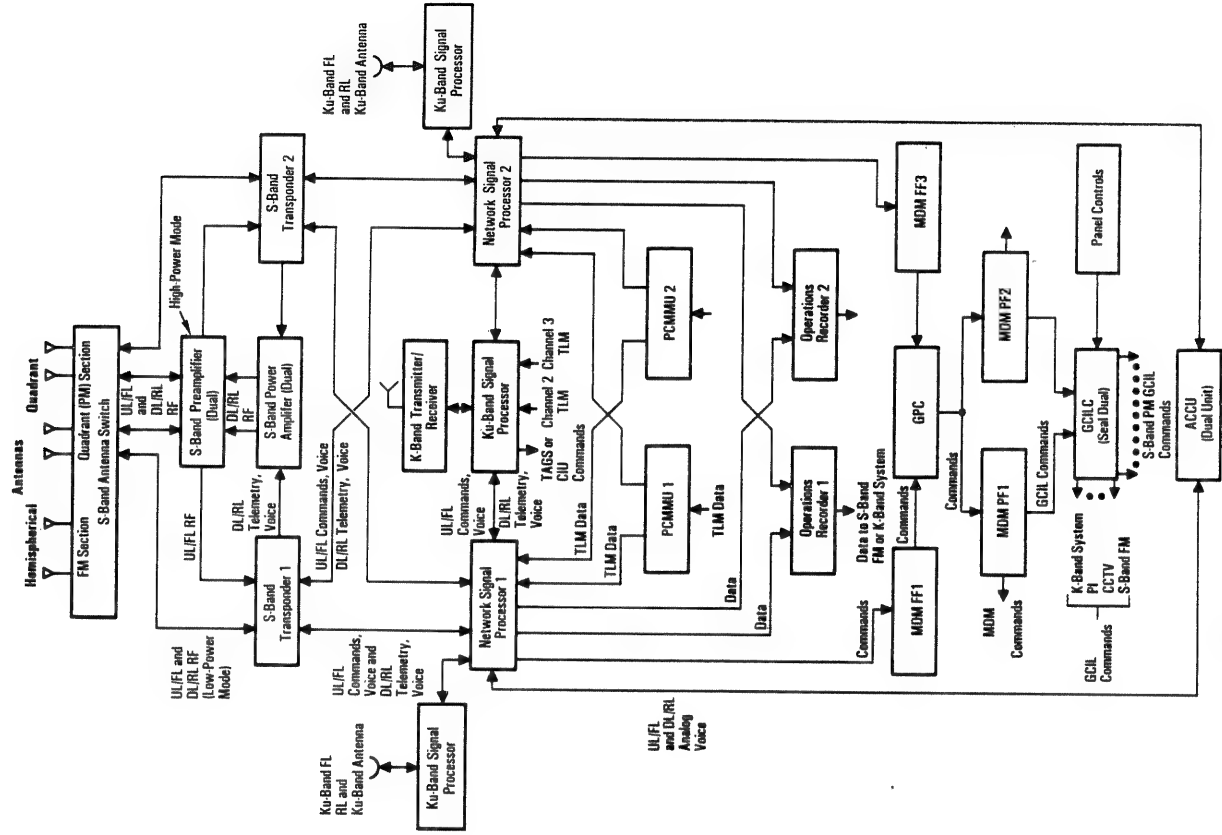 Antennas
Hemispherical
Quadrant
FM Section
Quadrant (PM) Section
S-Band Antenna Switch
UL/FL and
DL/RL RF
(Low-Power
Mode)
UL/FL RF
UL/FL
and
DL/RL
RF
High-Power Mode
S-Band Preamplifier
(Dual)
DL/RL
RF
S-Band Power
Amplifer (Dual)
S-Band
Transponder 1
DL/RL
Telemetry,
Voice
S-Band
Transponder 2
UL/FL Commands, Voice
DL/RL Telemetry, Voice
Ku-Band FL
RL and
Ku-Band Antenna
Ku-Band Signal
Processor
UL/FL
Commands,
Voice and
DL/RL
Telemetry,
Voice
Ku-Band FL
and RL
Ku-Band Antenna
Ku-Band Signal
Processor
K-Band Transmitter/
Receiver
Network Signal
Processor 1
UL/FL
Commands,
Voice
DL/RL
Telemetry,
Voice
Ku-Band Signal
Processor
TAGS or
CIU
Commands
Channel 2
TLM
Channel 3
TLM
Network Signal
Processor 2
TLM Data
TLM Data
PCMMU 1
TLM Data
PCMMU 2
Data
Data
Operations
Recorder 1
Data to S-Band
FM or K-Band System
Operations
Recorder 2
UL/FL
and DL/RL
Analog
Voice
Commands
MDM FF1
Commands
GPC
MDM FF3
Commands
MDM
Commands
MDM PF1
MDM PF2
GCIL Commands
GCILC
(Seal Dual)
Panel Controls
GCIL
Commands
K-Band System
PI
CCTV
S-Band FM
S-Band PM GCIL
Commands
ACCU
(Dual Unit)